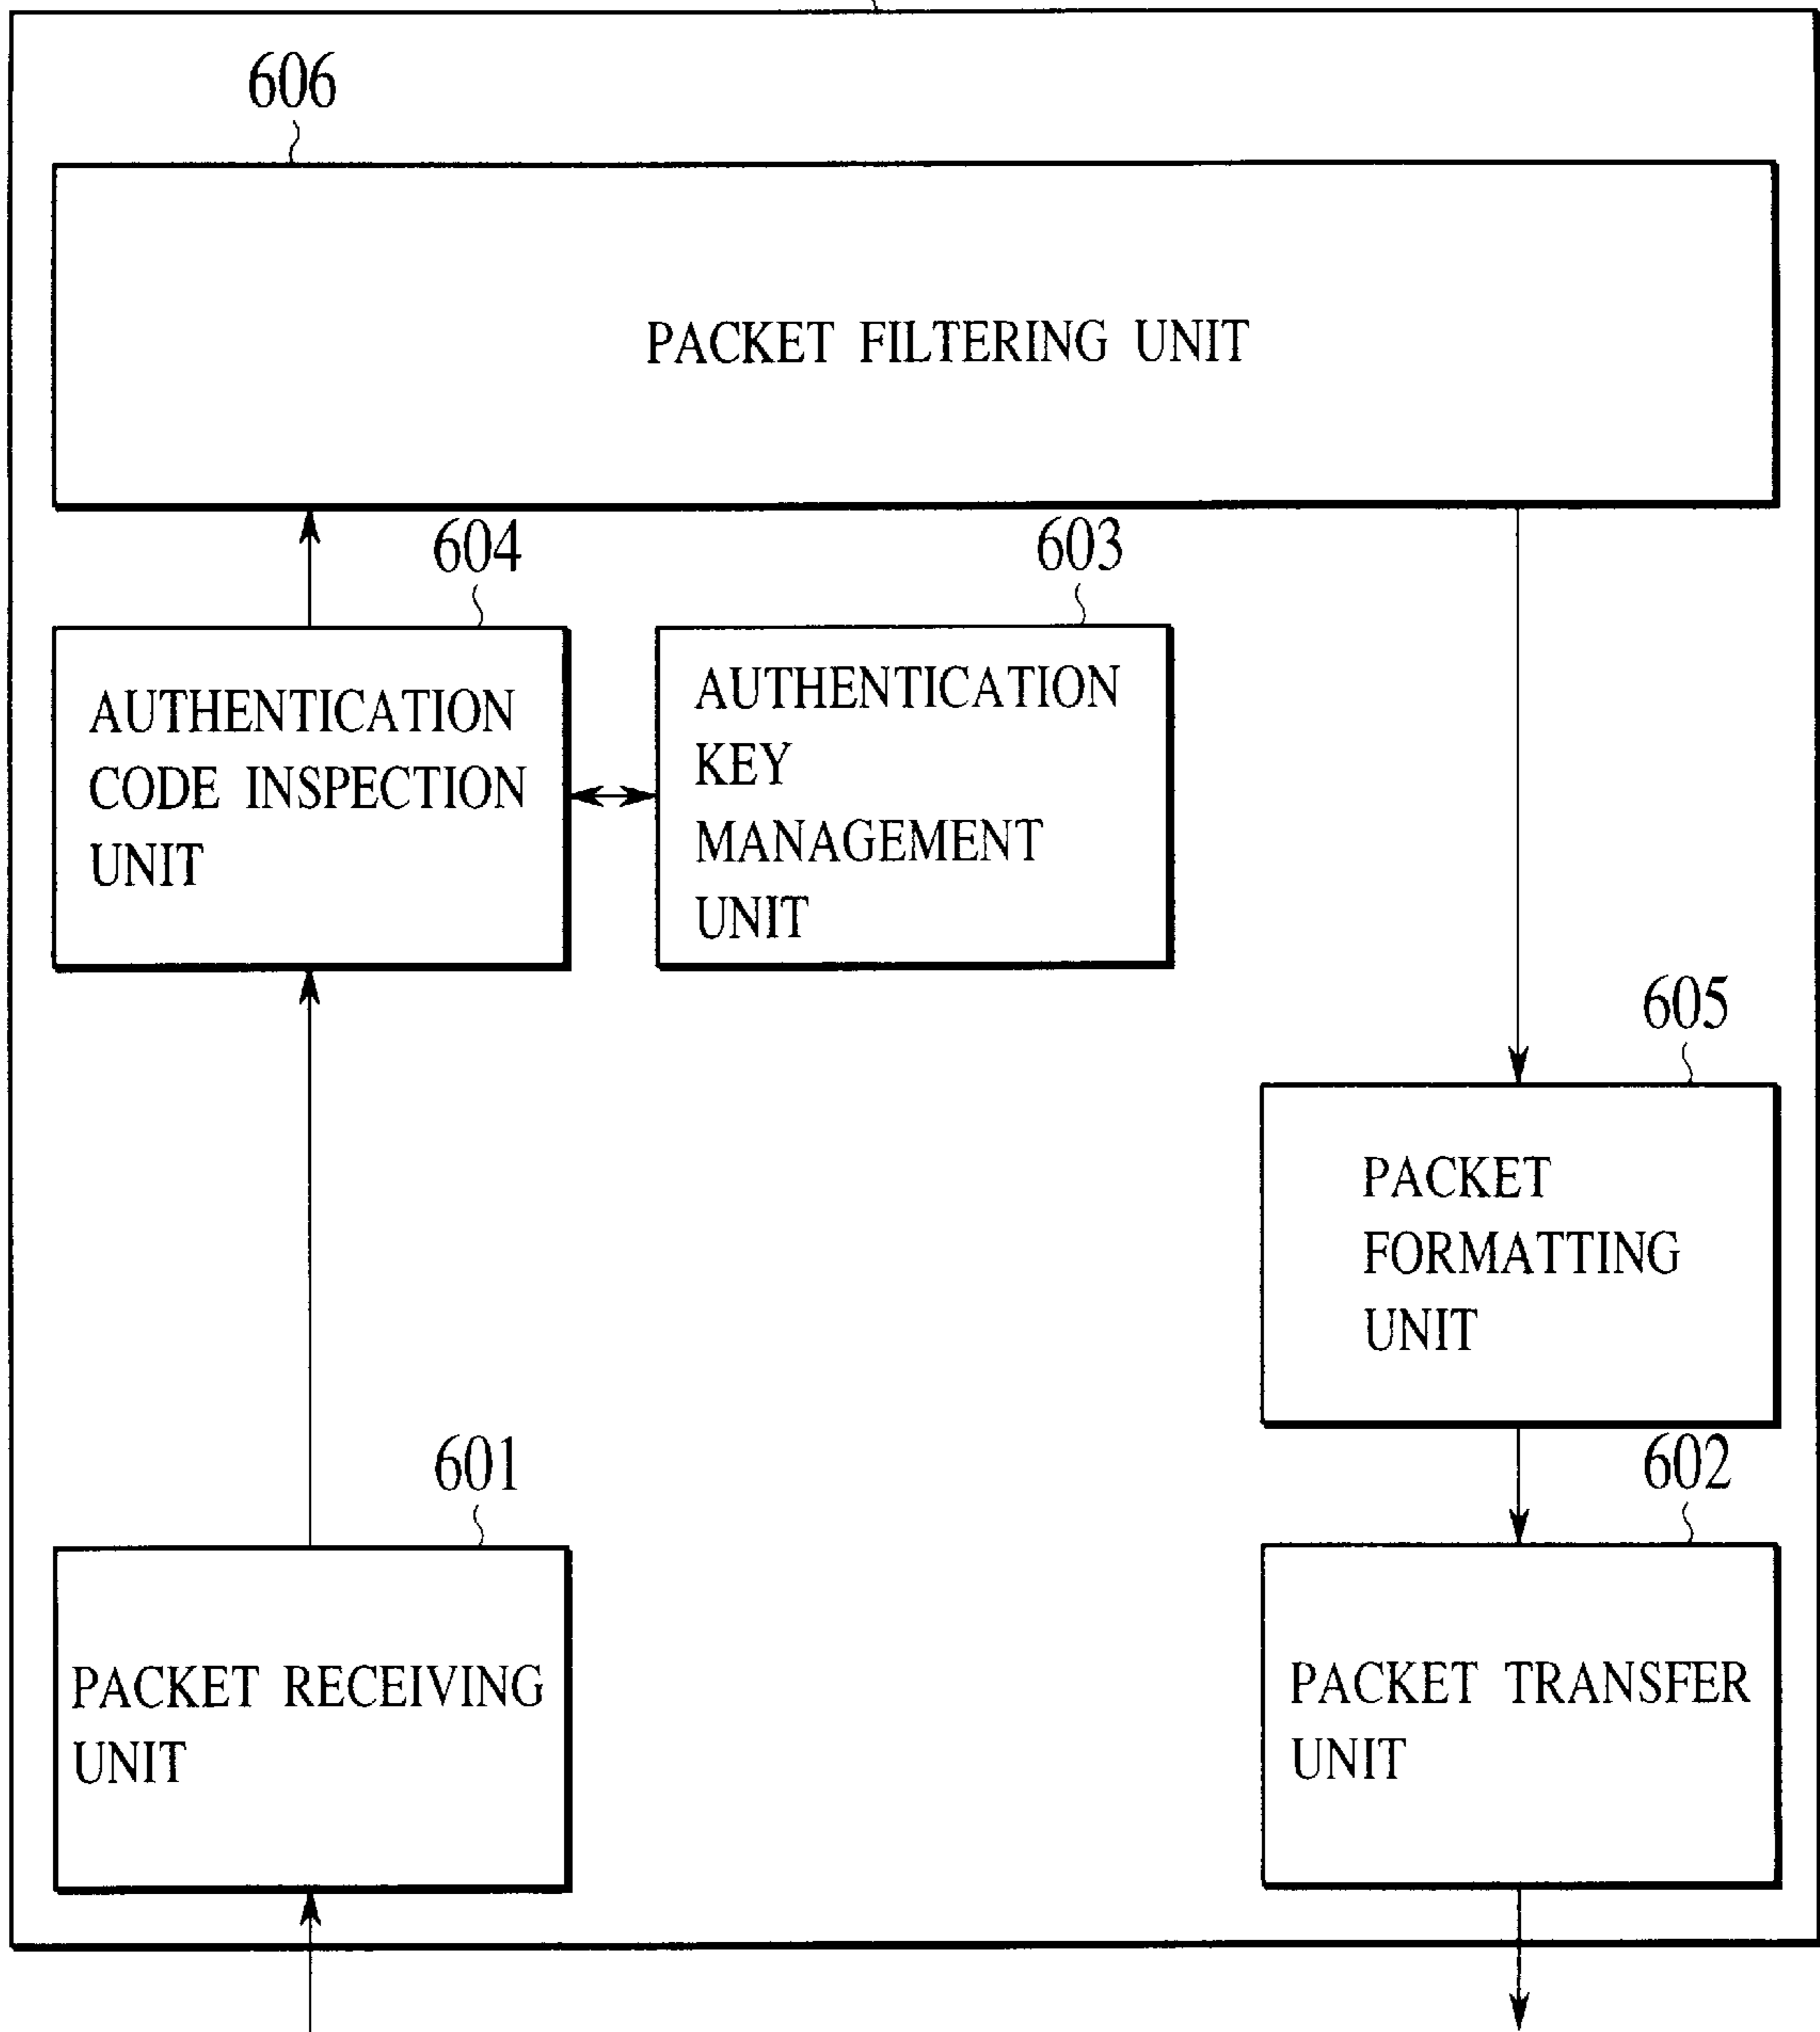 606
PACKET FILTERING UNIT
604
603
AUTHENTICATION
CODE INSPECTION
UNIT
AUTHENTICATION
KEY
MANAGEMENT
UNIT
605
PACKET
FORMATTING
UNIT
601
602
PACKET RECEIVING
UNIT
PACKET TRANSFER
UNIT